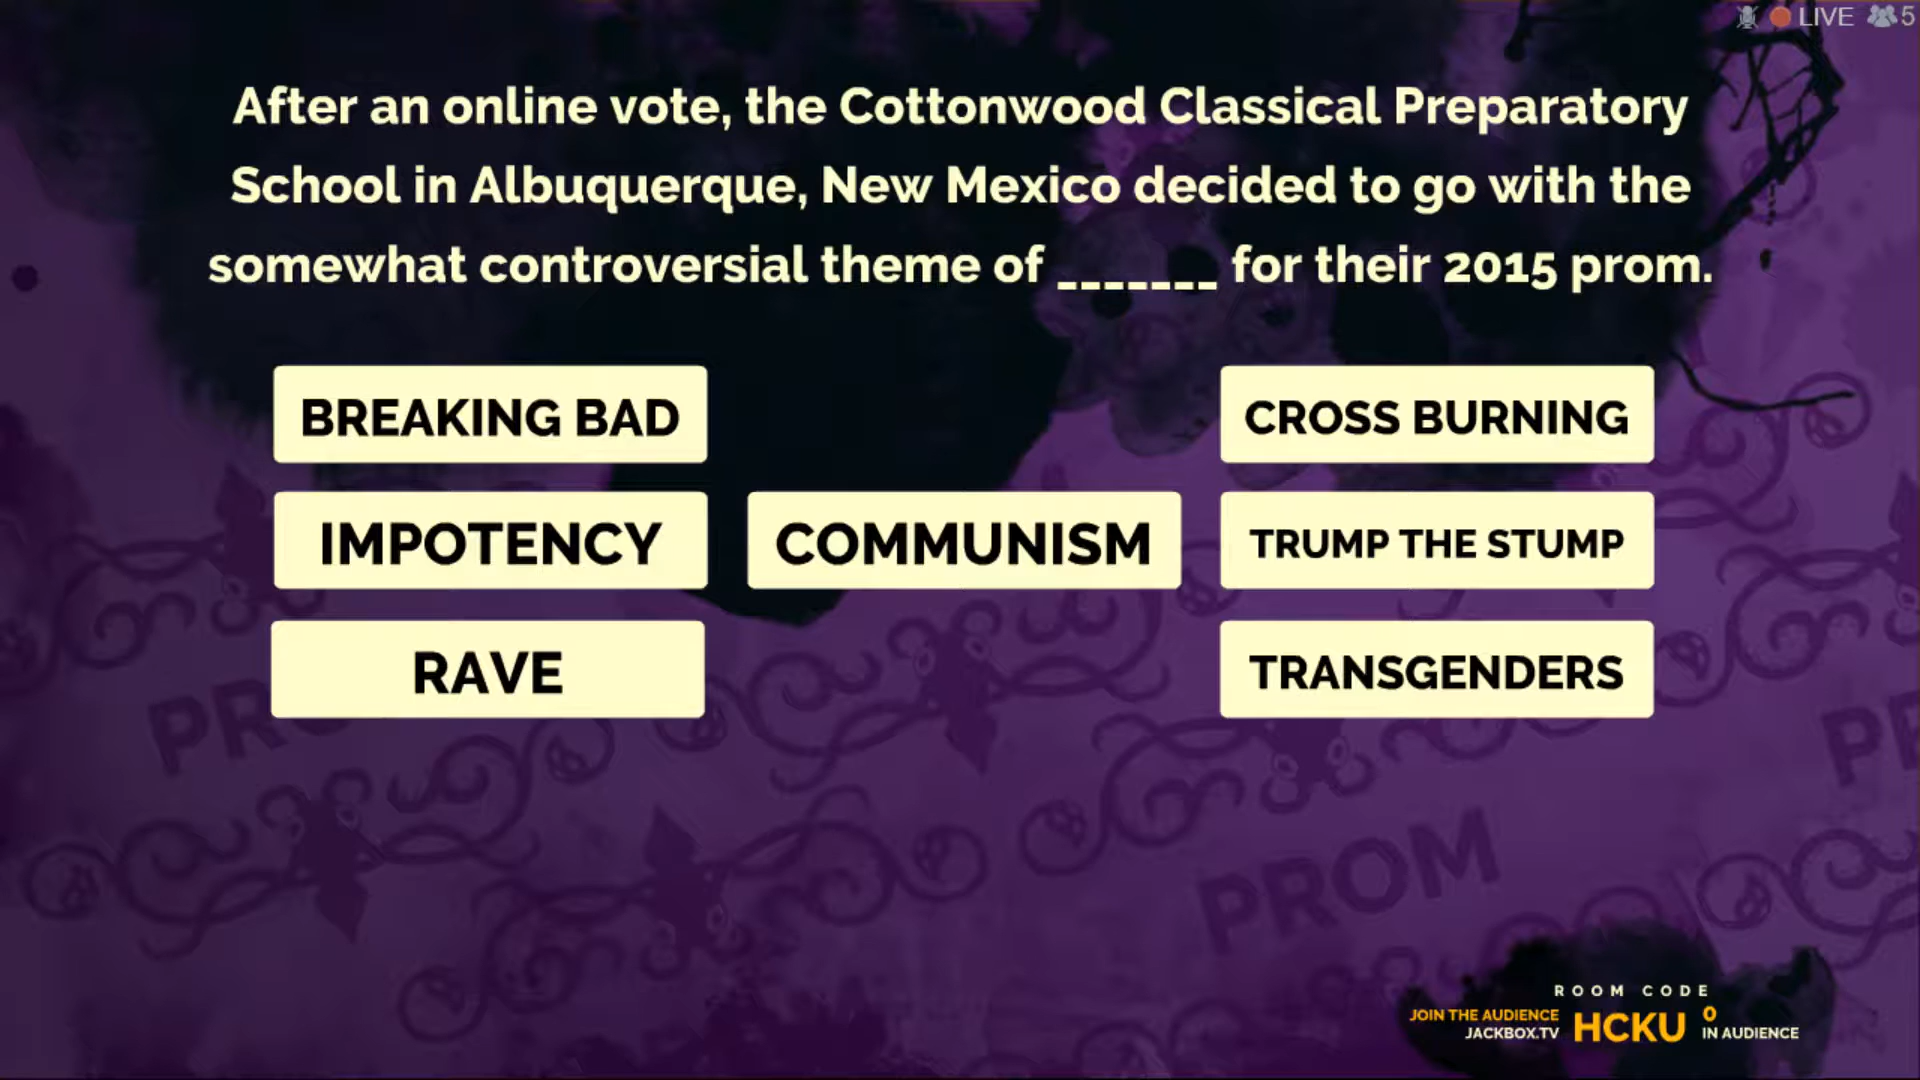 LIVE 5
After an online vote, the Cottonwood Classical Preparatory
School in Albuquerque, New Mexico decided to go with the
somewhat controversial theme of _______ for their 2015 prom.
BREAKING BAD
CROSS BURNING
IMPOTENCY
COMMUNISM
TRUMP THE STUMP
RAVE
TRANSGENDERS
PR
PR
PROM
ROOM CODE
JOIN THE AUDIENCE
JACKBOX.TV
HCKU
0
IN AUDIENCE